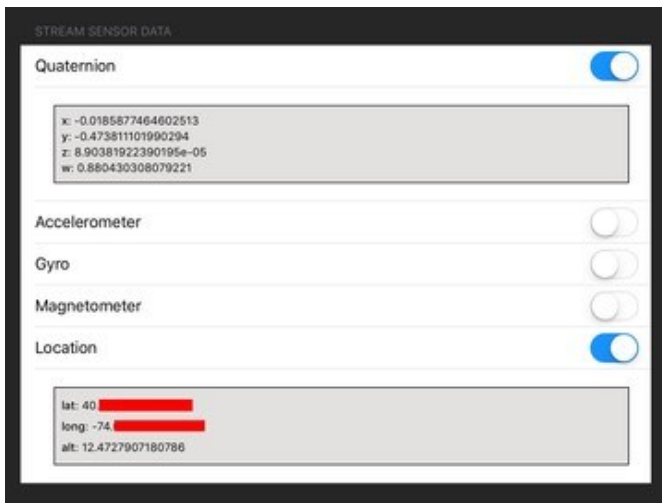 STREAM SENSOR DATA
Quaternion
x: -0.0185877464602513
y: -0.473811101990294
z: 8.90381922390195e-05
w: 0.880430308079221
Accelerometer
Gyro
Magnetometer
Location
lat: 40.
long: -74.
alt: 12.4727907180786